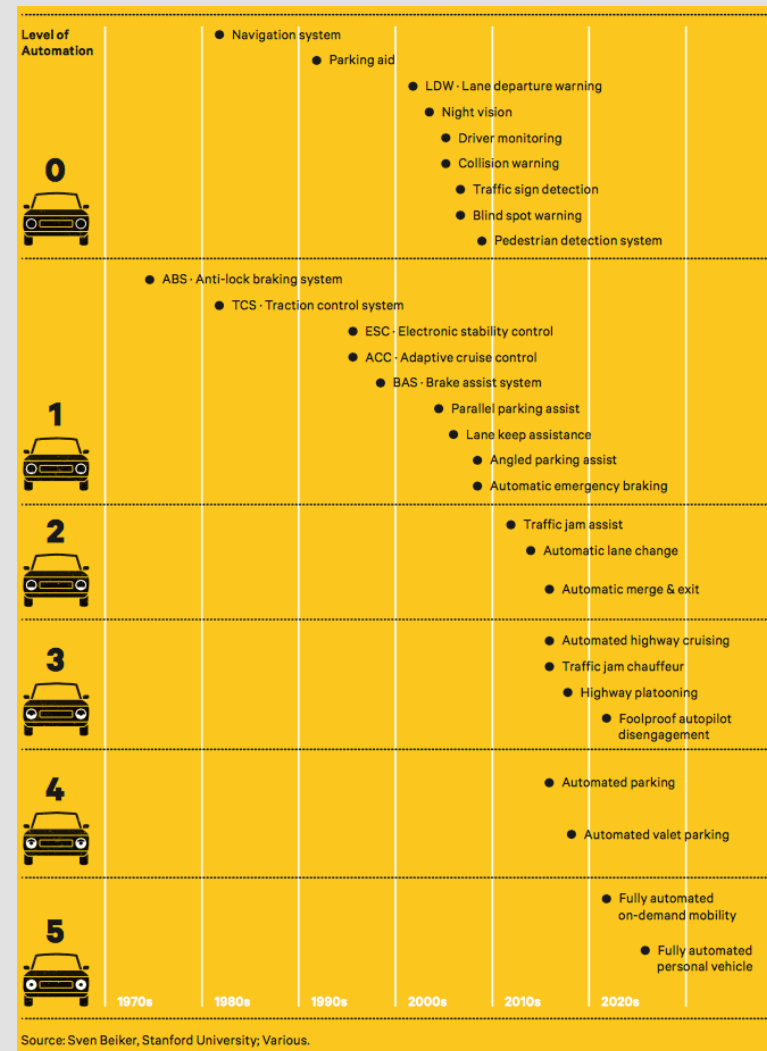 Level of
Automation
Navigation system
Parking aid
LDW · Lane departure warning
Night vision
Driver monitoring
Collision warning
Traffic sign detection
Blind spot warning
Pedestrian detection system
0
ABS · Anti-lock braking system
TCS · Traction control system
ESC · Electronic stability control
ACC · Adaptive cruise control
BAS · Brake assist system
Parallel parking assist
Lane keep assistance
Angled parking assist
Automatic emergency braking
1
Traffic jam assist
Automatic lane change
Automatic merge & exit
2
Automated highway cruising
Traffic jam chauffeur
Highway platooning
Foolproof autopilot
disengagement
3
Automated parking
Automated valet parking
4
Fully automated
on-demand mobility
Fully automated
personal vehicle
5
1970s 1980s 1990s 2000s 2010s 2020s
Source: Sven Beiker, Stanford University; Various.